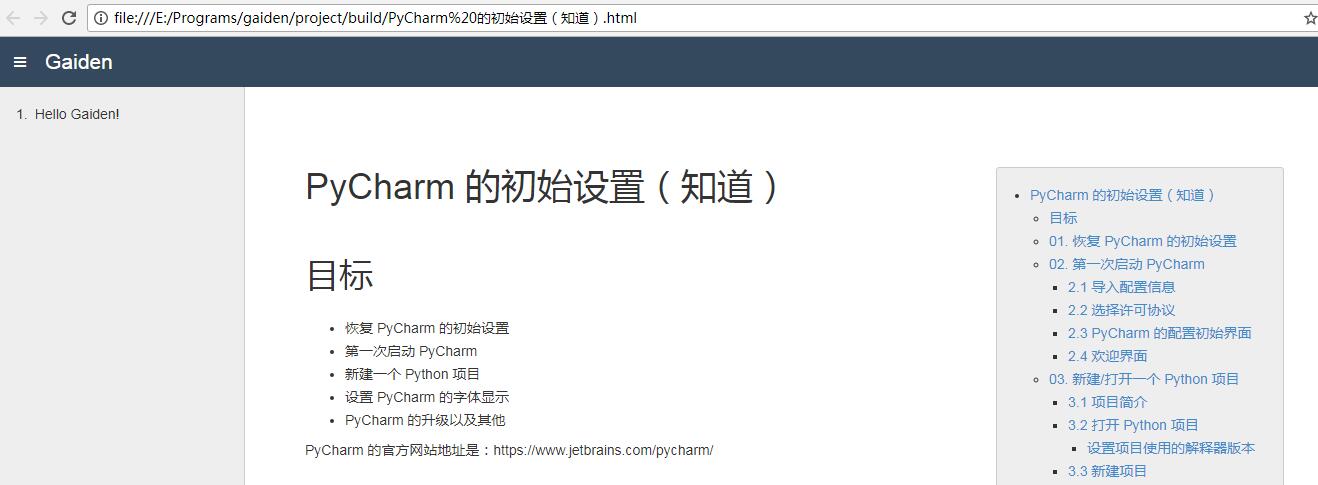 file:///E:/Programs/gaiden/project/build/PyCharm%20的初始设置（知道）.html
Gaiden
1. Hello Gaiden!
PyCharm 的初始设置（知道）
目标
恢复 PyCharm 的初始设置
第一次启动 PyCharm
新建一个 Python 项目
设置 PyCharm 的字体显示
PyCharm 的升级以及其他
PyCharm 的官方网站地址是：https://www.jetbrains.com/pycharm/
PyCharm 的初始设置（知道）
目标
01. 恢复 PyCharm 的初始设置
02. 第一次启动 PyCharm
2.1 导入配置信息
2.2 选择许可协议
2.3 PyCharm 的配置初始界面
2.4 欢迎界面
03. 新建/打开一个 Python 项目
3.1 项目简介
3.2 打开 Python 项目
设置项目使用的解释器版本
3.3 新建项目